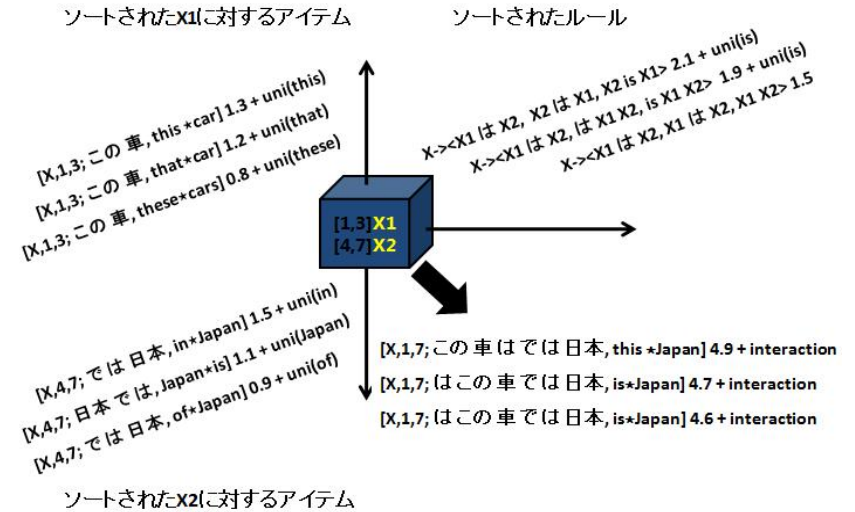 ソートされたX1に対するアイテム
ソートされたルール
[X,1,3; この 車, this⋆car] 1.3 + uni(this)
[X,1,3; この 車, that⋆car] 1.2 + uni(that)
[X,1,3; この 車, these⋆cars] 0.8 + uni(these)
X-><X1 は X2, X2 は X1, X2 is X1> 2.1 + uni(is)
X-><X1 は X2, は X1 X2, is X1 X2> 1.9 + uni(is)
X-><X1 は X2, X1 は X2, X1 X2> 1.5
[1,3]X1
[4,7]X2
[X,4,7; で は 日 本, in⋆Japan] 1.5 + uni(in)
[X,4,7; 日 本 で は, Japan⋆is] 1.1 + uni(Japan)
[X,4,7; で は 日 本, of⋆Japan] 0.9 + uni(of)
[X,1,7; この 車 は で は 日 本, this ⋆Japan] 4.9 + interaction
[X,1,7; は この 車 で は 日 本, is⋆Japan] 4.7 + interaction
[X,1,7; は この 車 で は 日 本, is⋆Japan] 4.6 + interaction
ソートされたX2に対するアイテム